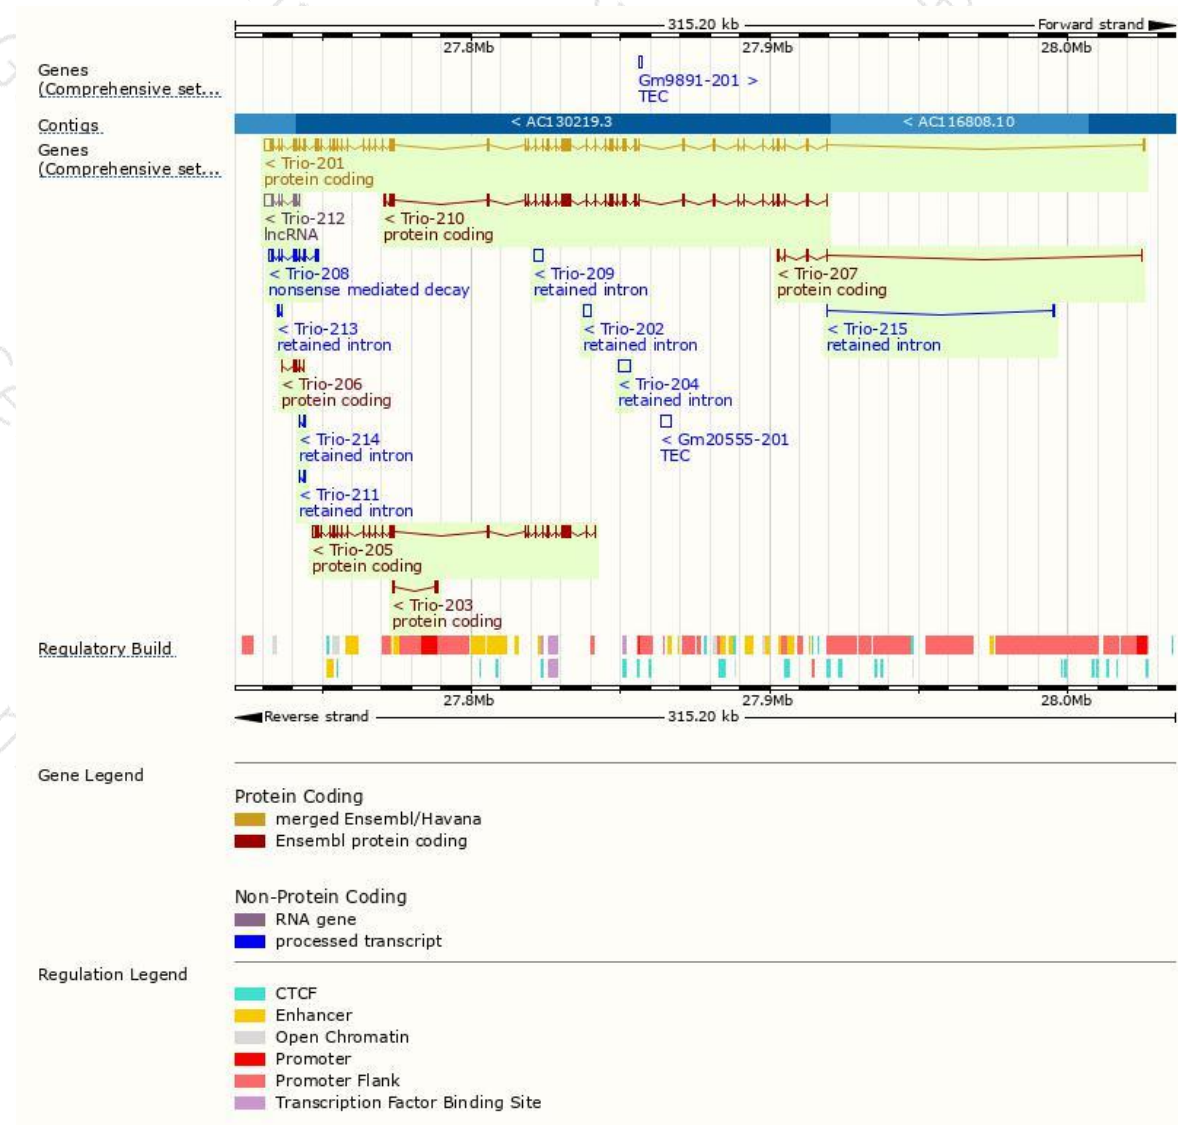 315.20 kb
Forward strand
27.8Mb 27.9Mb 28.0Mb
Genes
(Comprehensive set...
Gm9891-201 >
TEC
Contigs
< AC130219.3 < AC116808.10
Genes
(Comprehensive set...
< Trio-201
protein coding
< Trio-212
lncRNA
< Trio-210
protein coding
< Trio-208
nonsense mediated decay
< Trio-209
retained intron
< Trio-207
protein coding
< Trio-213
retained intron
< Trio-202
retained intron
< Trio-215
retained intron
< Trio-206
protein coding
< Trio-204
retained intron
< Trio-214
retained intron
< Gm20555-201
TEC
< Trio-211
retained intron
< Trio-205
protein coding
< Trio-203
protein coding
Regulatory Build
27.8Mb 27.9Mb 28.0Mb
Reverse strand
315.20 kb
Gene Legend
Protein Coding
merged Ensembl/Havana
Ensembl protein coding
Non-Protein Coding
RNA gene
processed transcript
Regulation Legend
CTCF
Enhancer
Open Chromatin
Promoter
Promoter Flank
Transcription Factor Binding Site